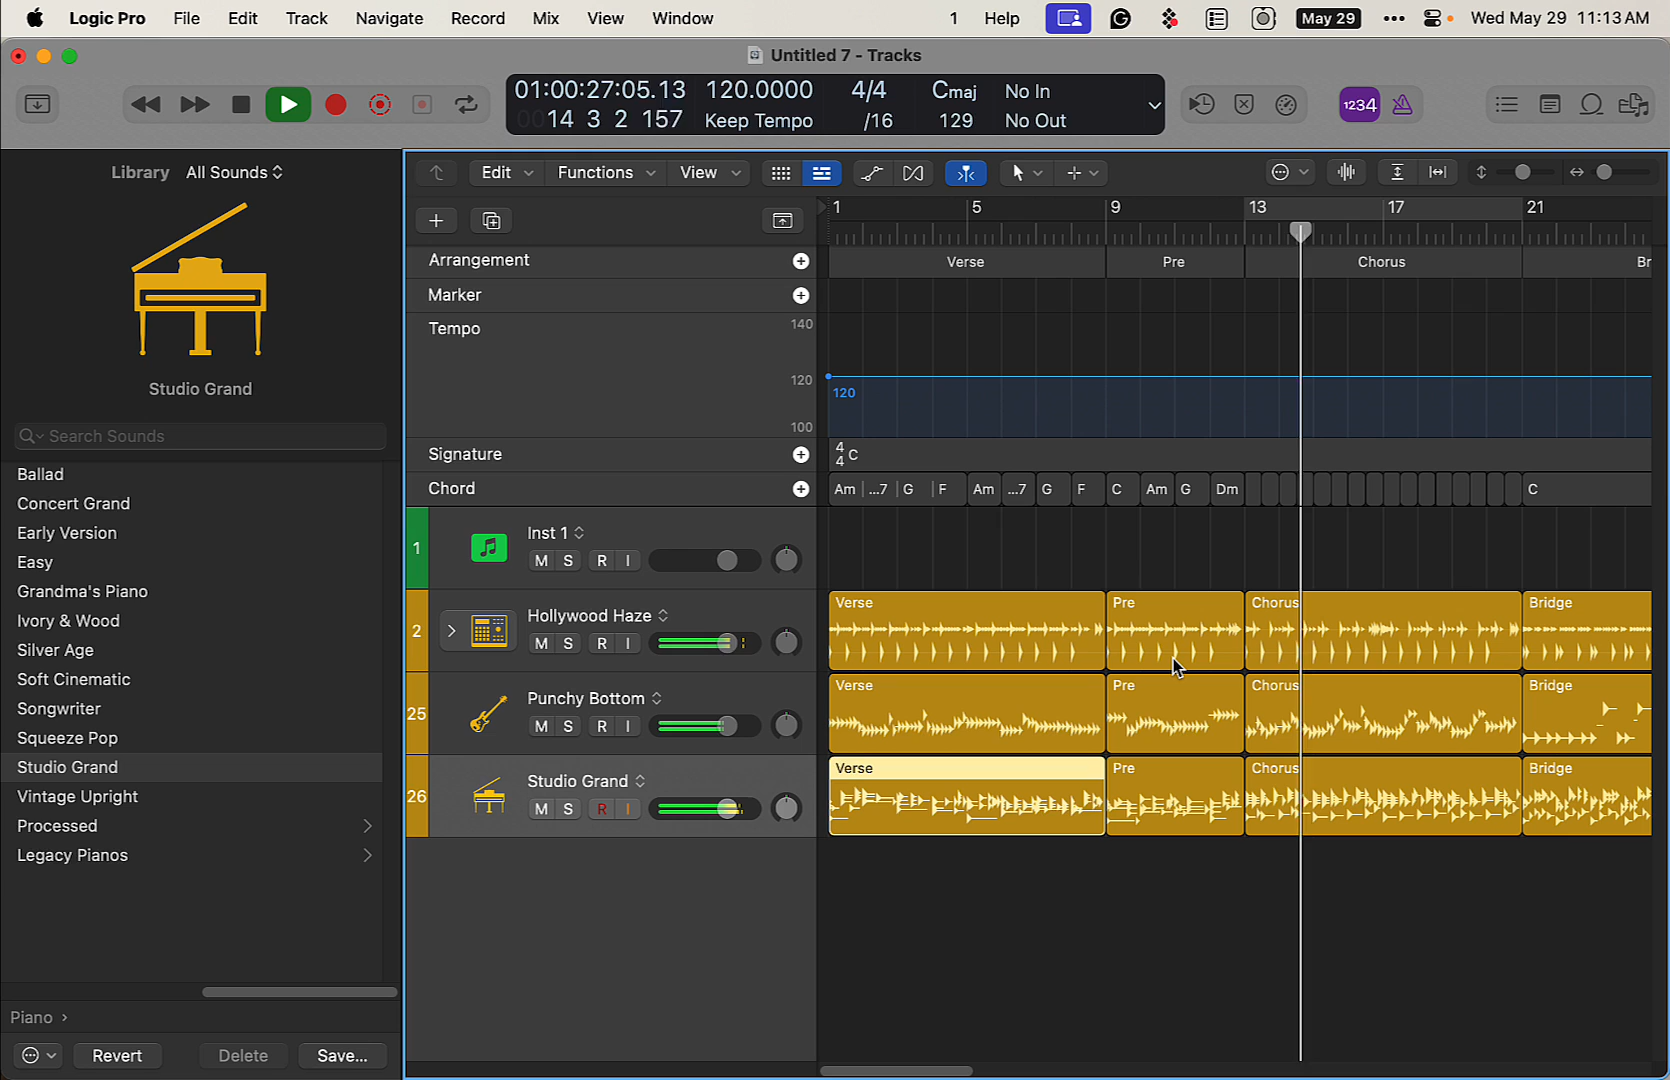 Logic Pro File Edit Track Navigate Record Mix View Window 1 Help May 29 Wed May 29 11:13 AM
Untitled 7 - Tracks
01:00:27:05.13 120.0000 4/4 Cmaj No In
0014 3 2 157 Keep Tempo /16 129 No Out
1234
Library All Sounds
Edit Functions View
1 5 9 13 17 21
Studio Grand
Search Sounds
Ballad
Concert Grand
Early Version
Easy
Grandma's Piano
Ivory & Wood
Silver Age
Soft Cinematic
Songwriter
Squeeze Pop
Studio Grand
Vintage Upright
Processed
Legacy Pianos
Piano
Revert Delete Save...
Arrangement Verse Pre Chorus Br
Marker
Tempo 140
120
120
100
Signature 4 4 C
Chord Am ...7 G F Am ...7 G F C Am G Dm C
1 Inst 1
M S R I
2 Hollywood Haze Verse Pre Chorus Bridge
M S R I
25 Punchy Bottom Verse Pre Chorus Bridge
M S R I
26 Studio Grand Verse Pre Chorus Bridge
M S R I